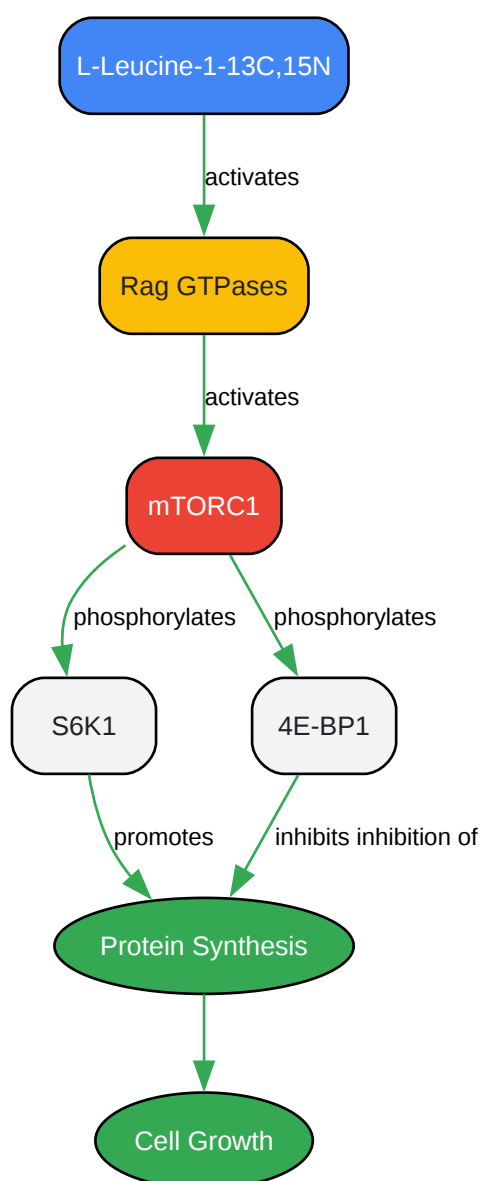 L-Leucine-1-13C,15N
activates
Rag GTPases
activates
mTORC1
phosphorylates
phosphorylates
S6K1
4E-BP1
promotes
inhibits inhibition of
Protein Synthesis
Cell Growth